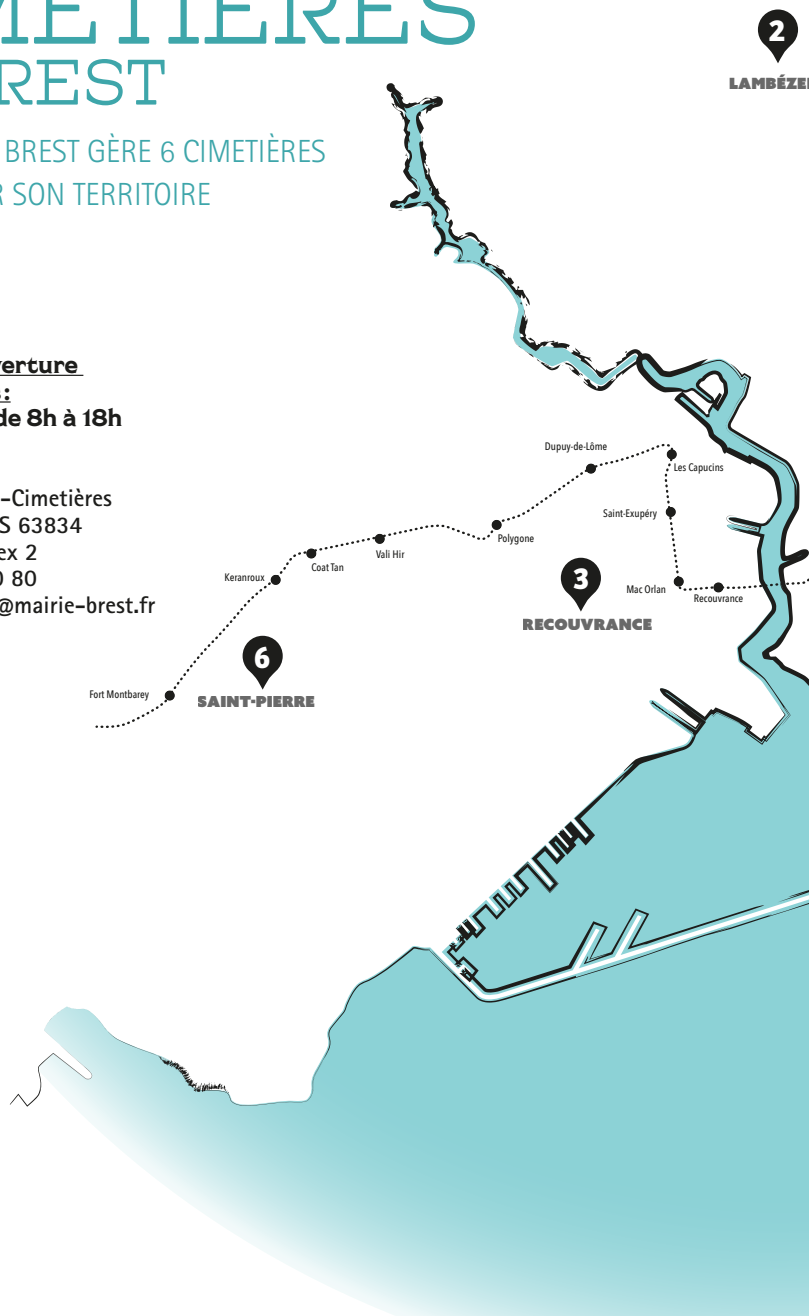 METIÈRES
REST
BREST GÈRE 6 CIMETIÈRES
R SON TERRITOIRE
2
LAMBÉZE
verture
s:
de 8h à 18h
-Cimetières
S 63834
ex 2
0 80
@mairie-brest.fr
Dupuy-de-Lôme
Les Capucins
Saint-Exupéry
Polygone
Vali Hir
Coat Tan
Keranroux
3
RECOUVRANCE
Mac Orlan
Recouvrance
6
SAINT-PIERRE
Fort Montbarey